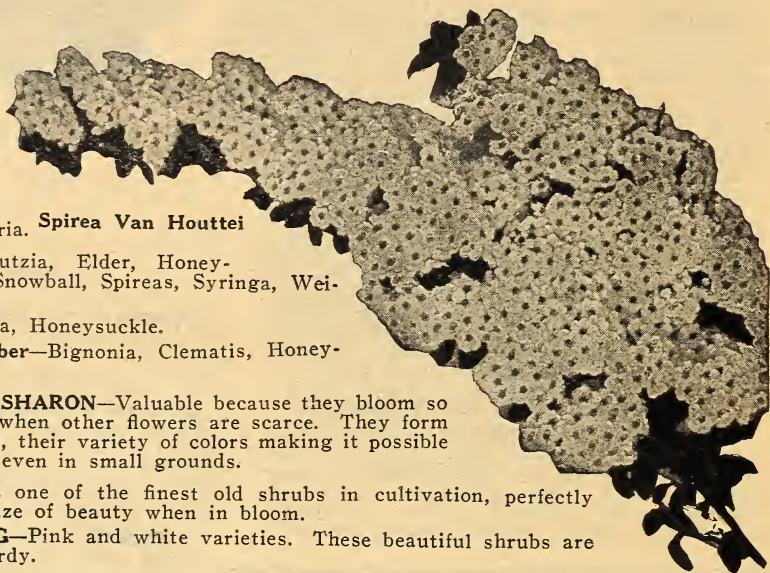 ria. Spirea Van Houttei
utzia, Elder, Honey-
Snowball, Spireas, Syringa, Wei-
a, Honeysuckle.
ber—Bignonia, Clematis, Honey-
SHARON—Valuable because they bloom so
when other flowers are scarce. They form
, their variety of colors making it possible
even in small grounds.
one of the finest old shrubs in cultivation, perfectly
ze of beauty when in bloom.
G—Pink and white varieties. These beautiful shrubs are
rdy.